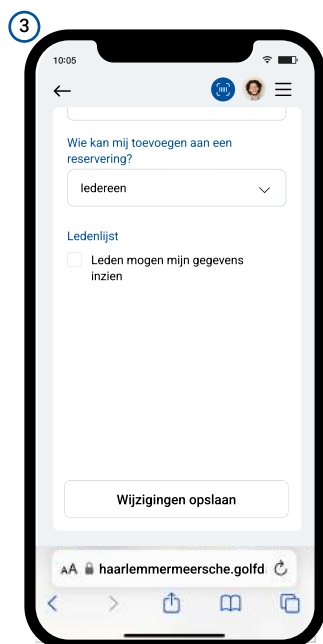 3
10:05
Wie kan mij toevoegen aan een
reservering?
Iedereen
Ledenlijst
Leden mogen mijn gegevens
inzien
Wijzigingen opslaan
AA haarlemmermeersche.golfd